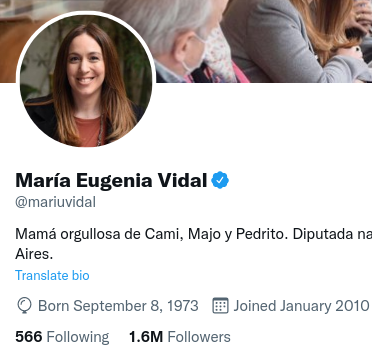 María Eugenia Vidal
@mariuvidal
Mamá orgullosa de Cami, Majo y Pedrito. Diputada na
Aires.
Translate bio
Born September 8, 1973 Joined January 2010
566 Following 1.6M Followers